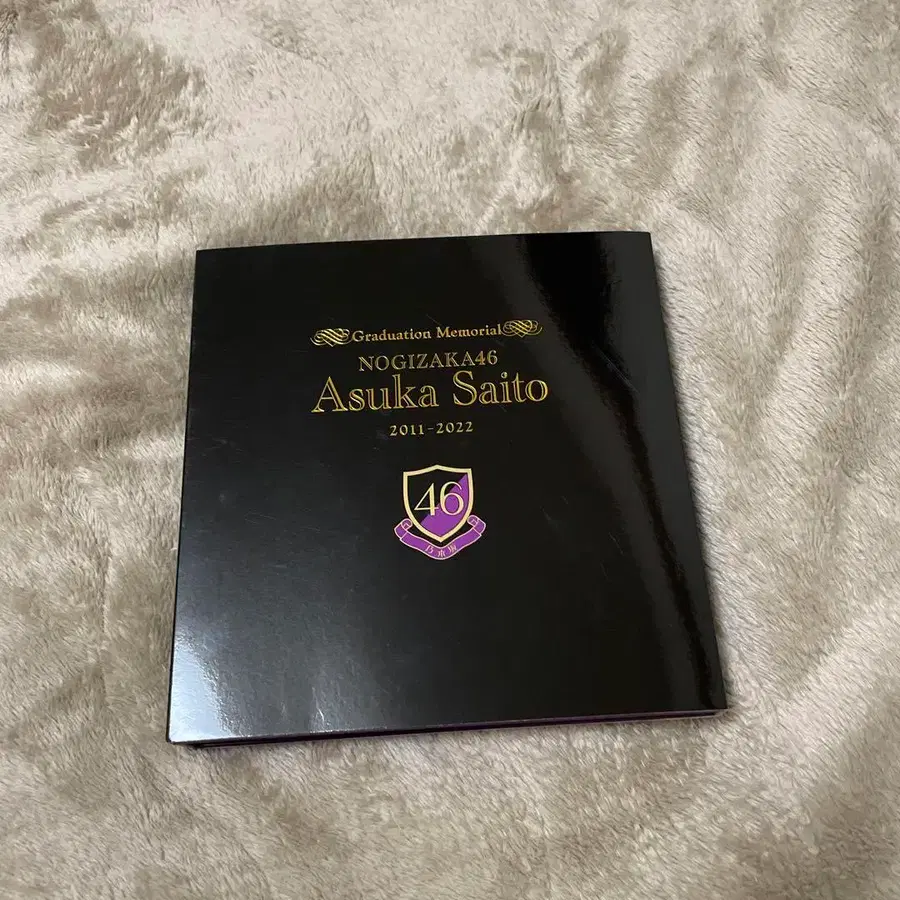 Graduation Memorial
NOGIZAKA46
Asuka Saito
2011-2022
46
乃木坂